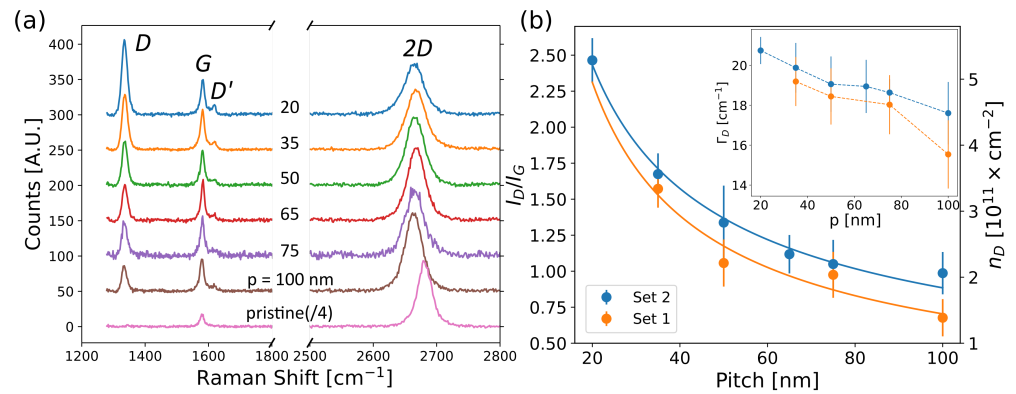 (a)
400
350
300
250
200
150
100
50
0
Counts [A.U.]
D
G
D'
2D
20
35
50
65
75
p = 100 nm
pristine(/4)
1200 1400 1600 1800 2500 2600 2700 2800
Raman Shift [cm⁻¹]
(b)
2.50
2.25
2.00
1.75
1.50
1.25
1.00
0.75
0.50
I_D/I_G
Set 2
Set 1
20 40 60 80 100
Pitch [nm]
5
4
3
2
1
n_D [10¹¹ × cm⁻²]
20
18
16
14
Γ_D [cm⁻¹]
20 40 60 80 100
p [nm]